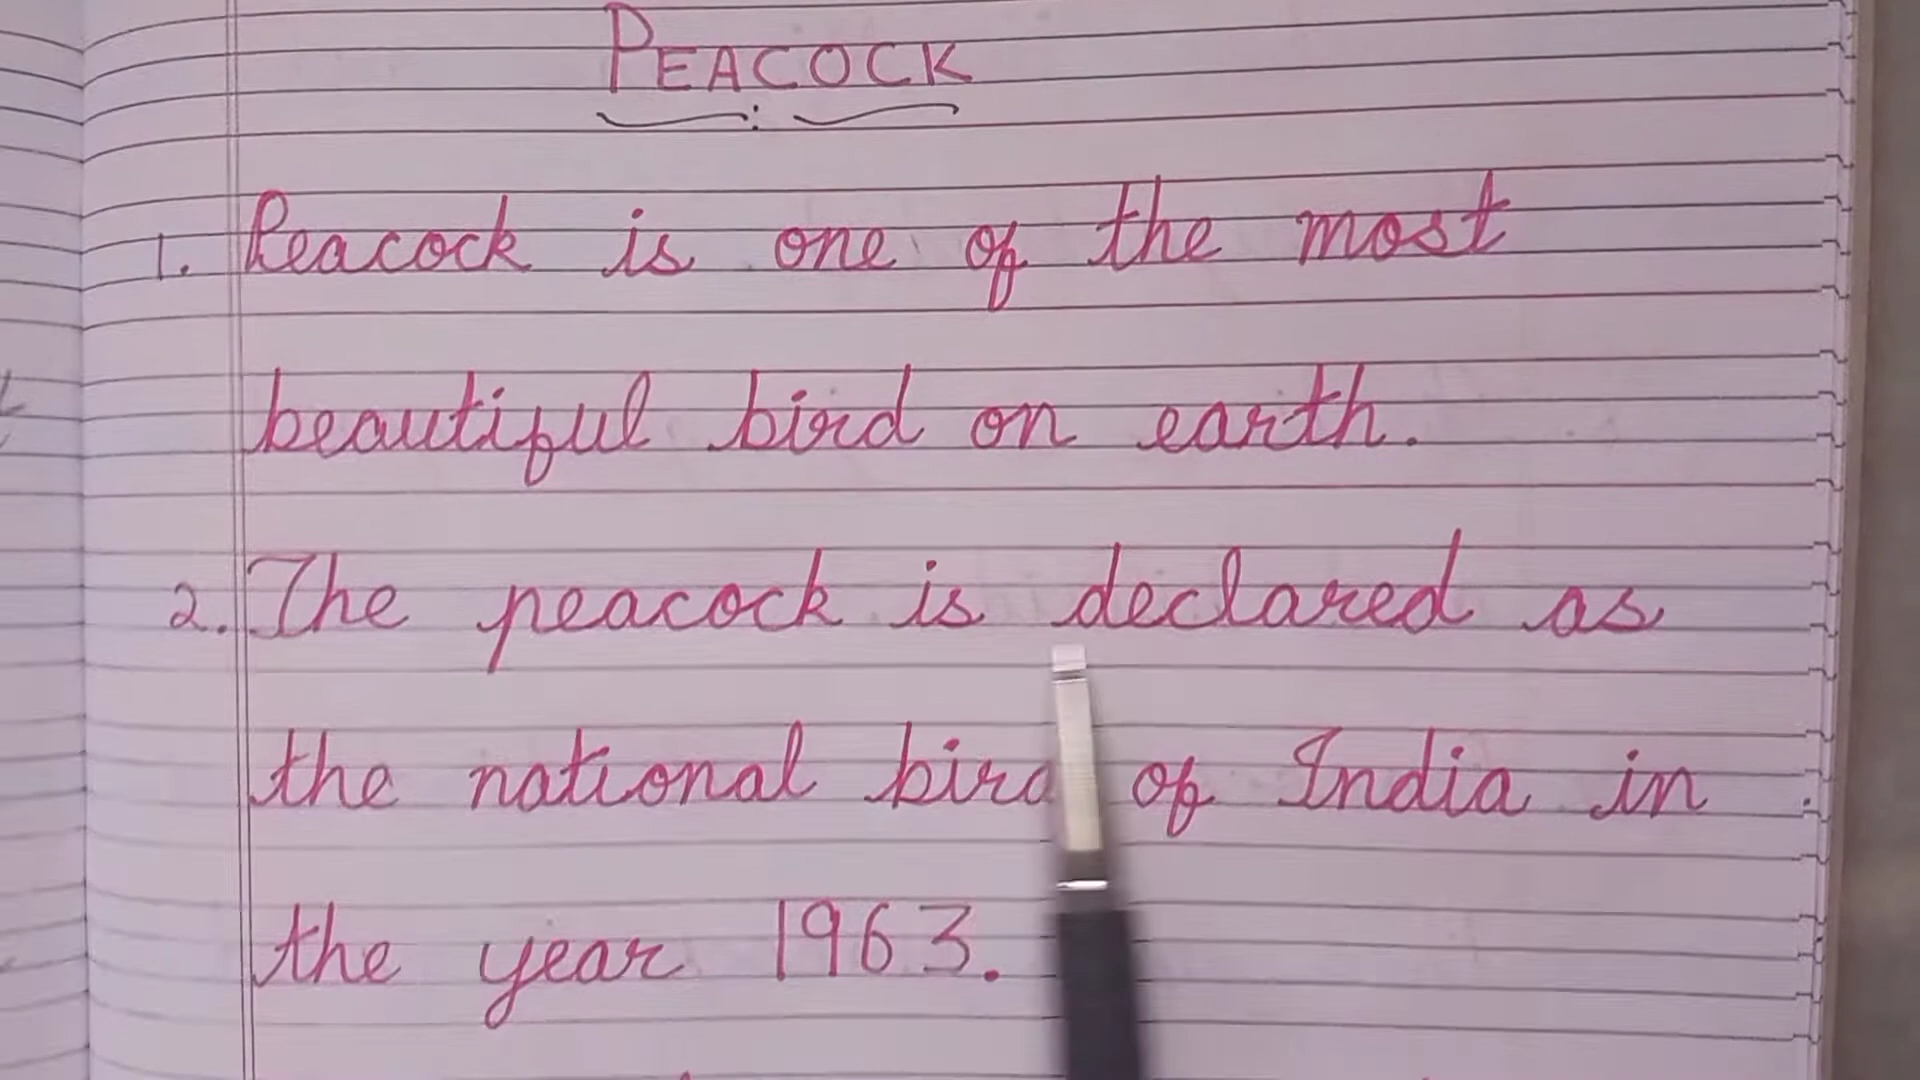 PEACOCK
1. Peacock is one of the most
beautiful bird on earth.
2. The peacock is declared as
the national bird of India in
the year 1963.